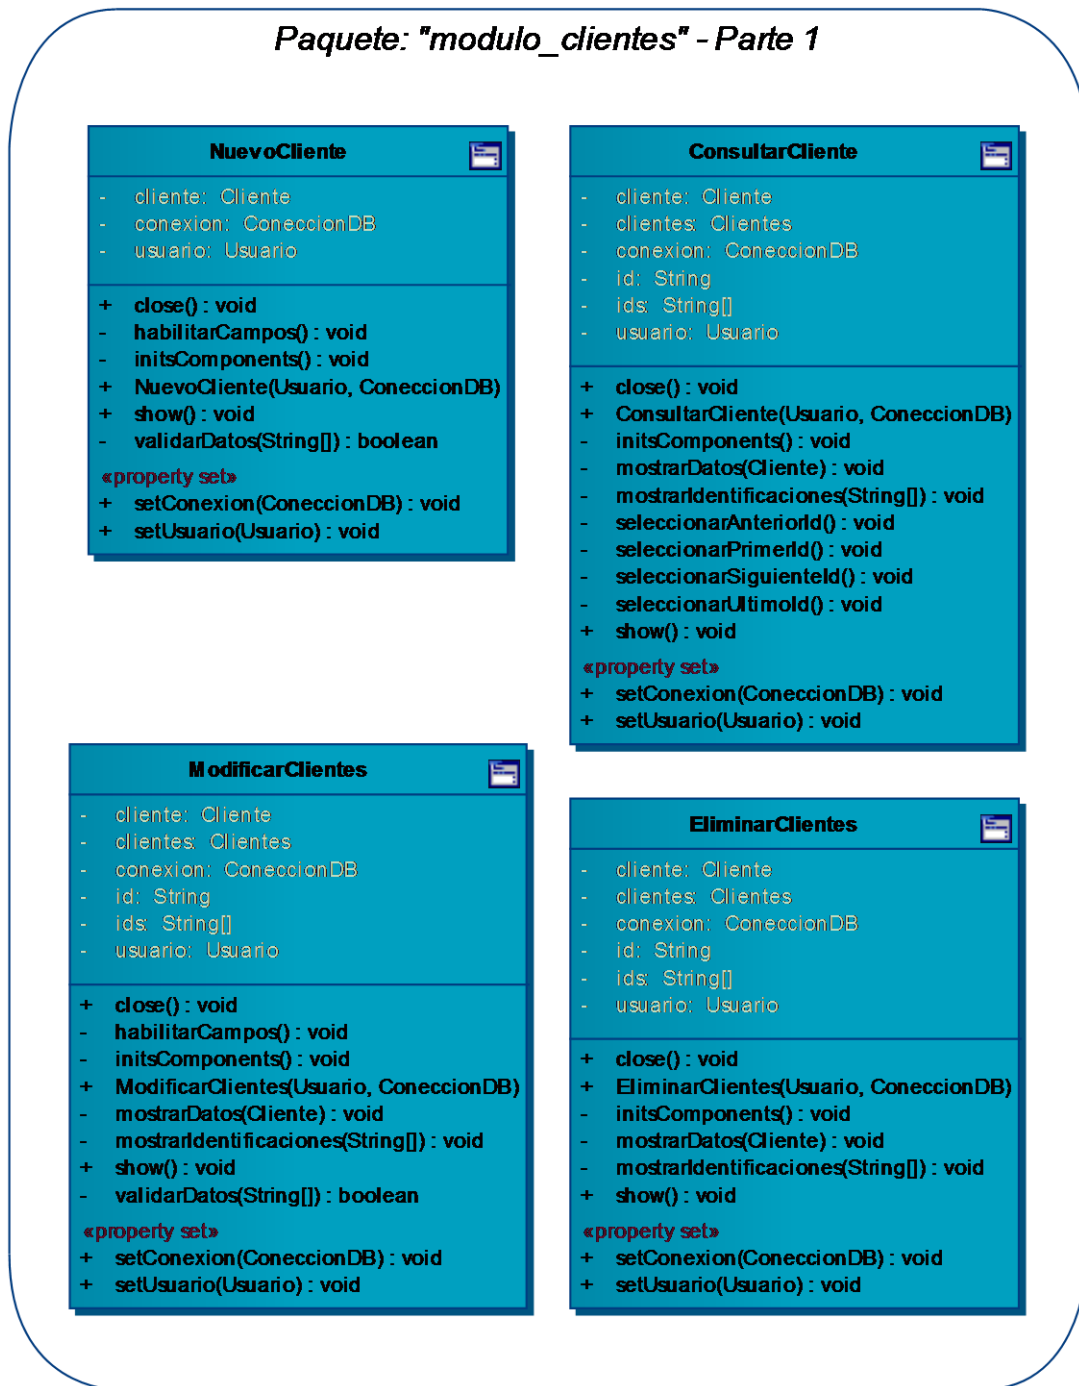 Paquete: "modulo_clientes" - Parte 1
NuevoCliente
- cliente: Cliente
- conexion: ConeccionDB
- usuario: Usuario
+ close() : void
- habilitarCampos() : void
- initsComponents() : void
+ NuevoCliente(Usuario, ConeccionDB)
+ show() : void
- validarDatos(String[]) : boolean
«property set»
+ setConexion(ConeccionDB) : void
+ setUsuario(Usuario) : void
ConsultarCliente
- cliente: Cliente
- clientes: Clientes
- conexion: ConeccionDB
- id: String
- ids: String[]
- usuario: Usuario
+ close() : void
+ ConsultarCliente(Usuario, ConeccionDB)
- initsComponents() : void
- mostrarDatos(Cliente) : void
- mostrarIdentificaciones(String[]) : void
- seleccionarAnteriorId() : void
- seleccionarPrimerId() : void
- seleccionarSiguienteId() : void
- seleccionarUltimoId() : void
+ show() : void
«property set»
+ setConexion(ConeccionDB) : void
+ setUsuario(Usuario) : void
ModificarClientes
- cliente: Cliente
- clientes: Clientes
- conexion: ConeccionDB
- id: String
- ids: String[]
- usuario: Usuario
+ close() : void
- habilitarCampos() : void
- initsComponents() : void
+ ModificarClientes(Usuario, ConeccionDB)
- mostrarDatos(Cliente) : void
- mostrarIdentificaciones(String[]) : void
+ show() : void
- validarDatos(String[]) : boolean
«property set»
+ setConexion(ConeccionDB) : void
+ setUsuario(Usuario) : void
EliminarClientes
- cliente: Cliente
- clientes: Clientes
- conexion: ConeccionDB
- id: String
- ids: String[]
- usuario: Usuario
+ close() : void
+ EliminarClientes(Usuario, ConeccionDB)
- initsComponents() : void
- mostrarDatos(Cliente) : void
- mostrarIdentificaciones(String[]) : void
+ show() : void
«property set»
+ setConexion(ConeccionDB) : void
+ setUsuario(Usuario) : void